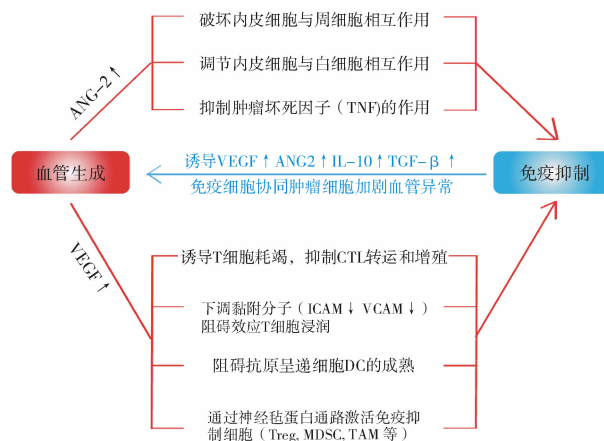 破坏内皮细胞与周细胞相互作用
ANG-2↑
调节内皮细胞与白细胞相互作用
抑制肿瘤坏死因子（TNF)的作用
血管生成
诱导VEGF↑ANG2↑IL-10↑TGF-β↑
免疫细胞协同肿瘤细胞加剧血管异常
免疫抑制
VEGF↑
诱导T细胞耗竭，抑制CTL转运和增殖
下调黏附分子（ICAM↓ VCAM↓）
阻碍效应T细胞浸润
阻碍抗原呈递细胞DC的成熟
通过神经毡蛋白通路激活免疫抑
制细胞（Treg, MDSC, TAM 等）